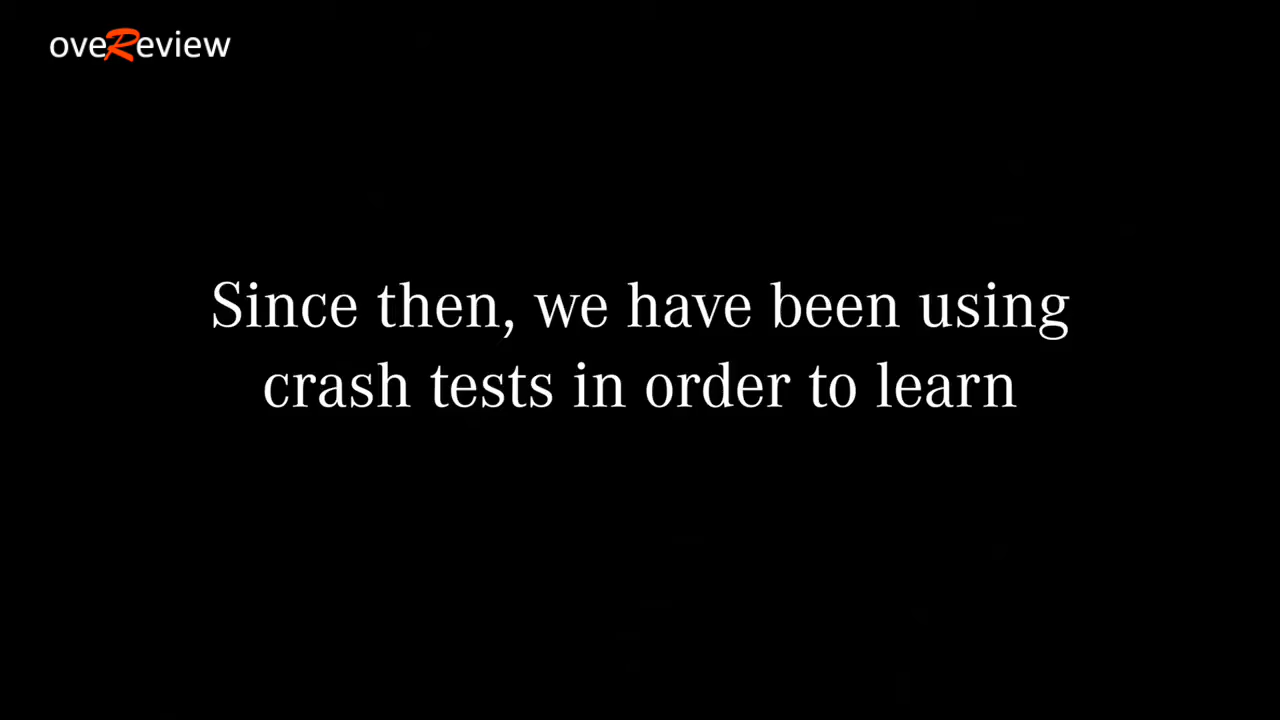 oveReview
Since then, we have been using
crash tests in order to learn